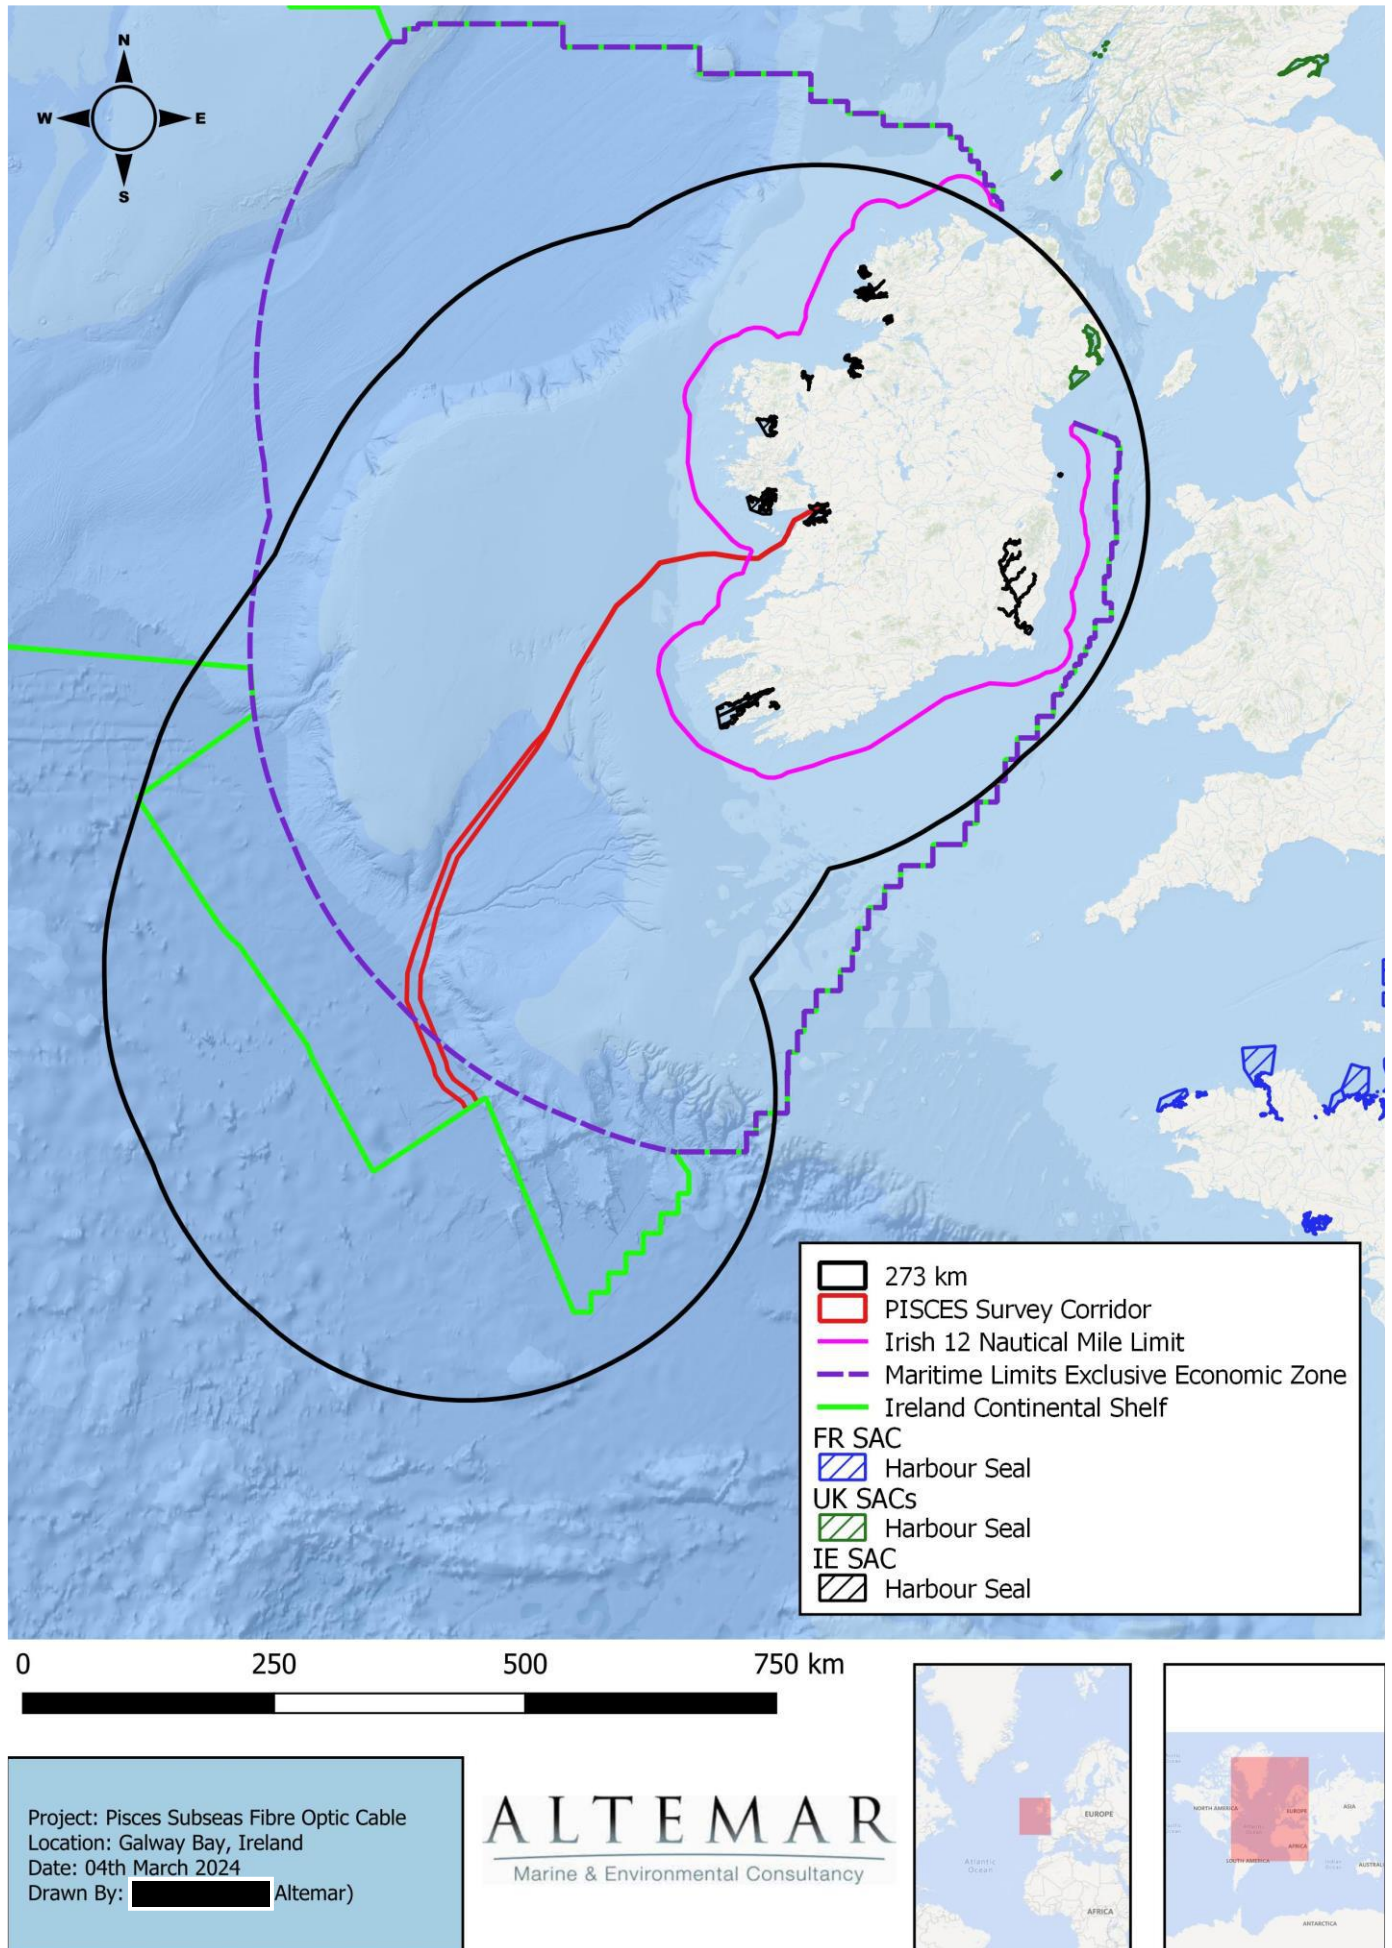 N
W
E
S
273 km
PISCES Survey Corridor
Irish 12 Nautical Mile Limit
Maritime Limits Exclusive Economic Zone
Ireland Continental Shelf
FR SAC
Harbour Seal
UK SACs
Harbour Seal
IE SAC
Harbour Seal
0 250 500 750 km
Project: Pisces Subseas Fibre Optic Cable
Location: Galway Bay, Ireland
Date: 04th March 2024
Drawn By: Altemar)
ALTEMAR
Marine & Environmental Consultancy
EUROPE
Atlantic
Ocean
AFRICA
NORTH AMERICA
EUROPE
ASIA
AFRICA
SOUTH AMERICA
ANTARCTICA